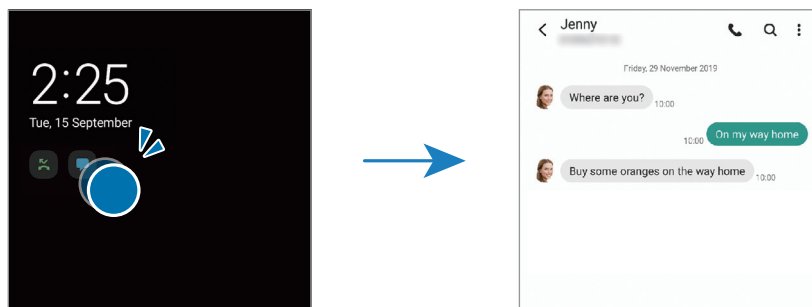 2:25
Tue, 15 September
Jenny
Friday, 29 November 2019
Where are you?
10:00
10:00
On my way home
Buy some oranges on the way home
10:00